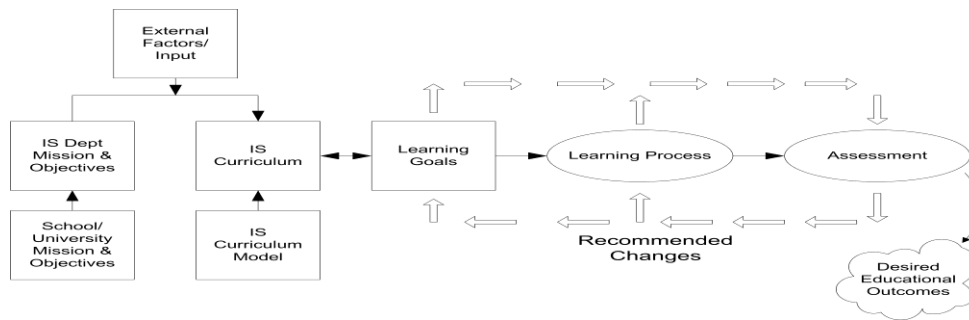 External
Factors/
Input
IS Dept
Mission &
Objectives
IS
Curriculum
Learning
Goals
Learning Process
Assessment
School/
University
Mission &
Objectives
IS
Curriculum
Model
Recommended
Changes
Desired
Educational
Outcomes